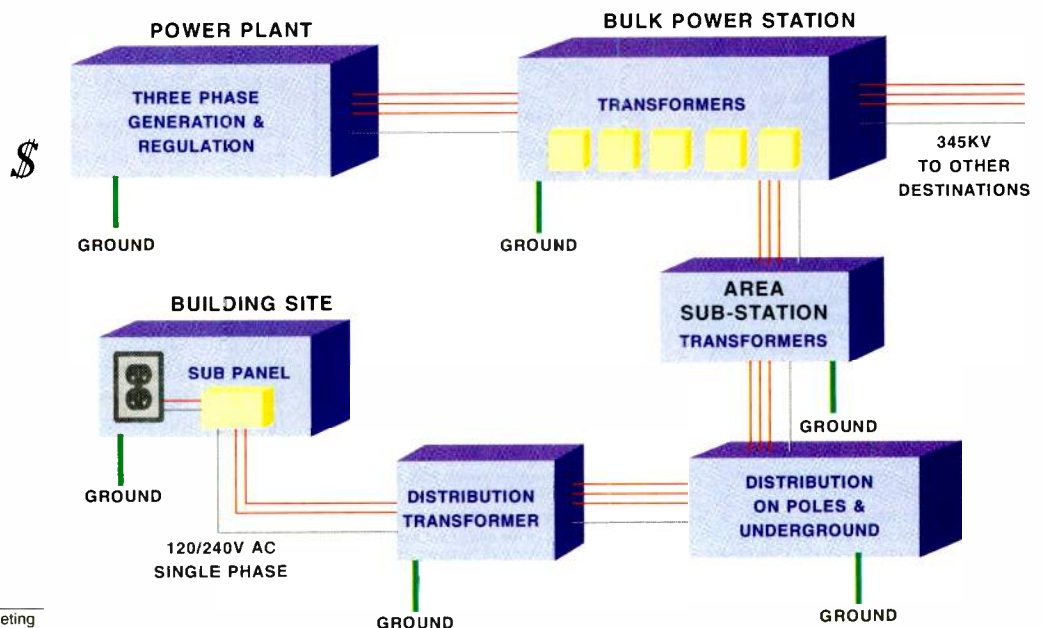 POWER PLANT
BULK POWER STATION
THREE PHASE
GENERATION &
REGULATION
TRANSFORMERS
345KV
TO OTHER
DESTINATIONS
$
GROUND
GROUND
AREA
SUB-STATION
TRANSFORMERS
GROUND
BUILDING SITE
SUB PANEL
GROUND
DISTRIBUTION
TRANSFORMER
DISTRIBUTION
ON POLES &
UNDERGROUND
120/240V AC
SINGLE PHASE
GROUND
GROUND
eting